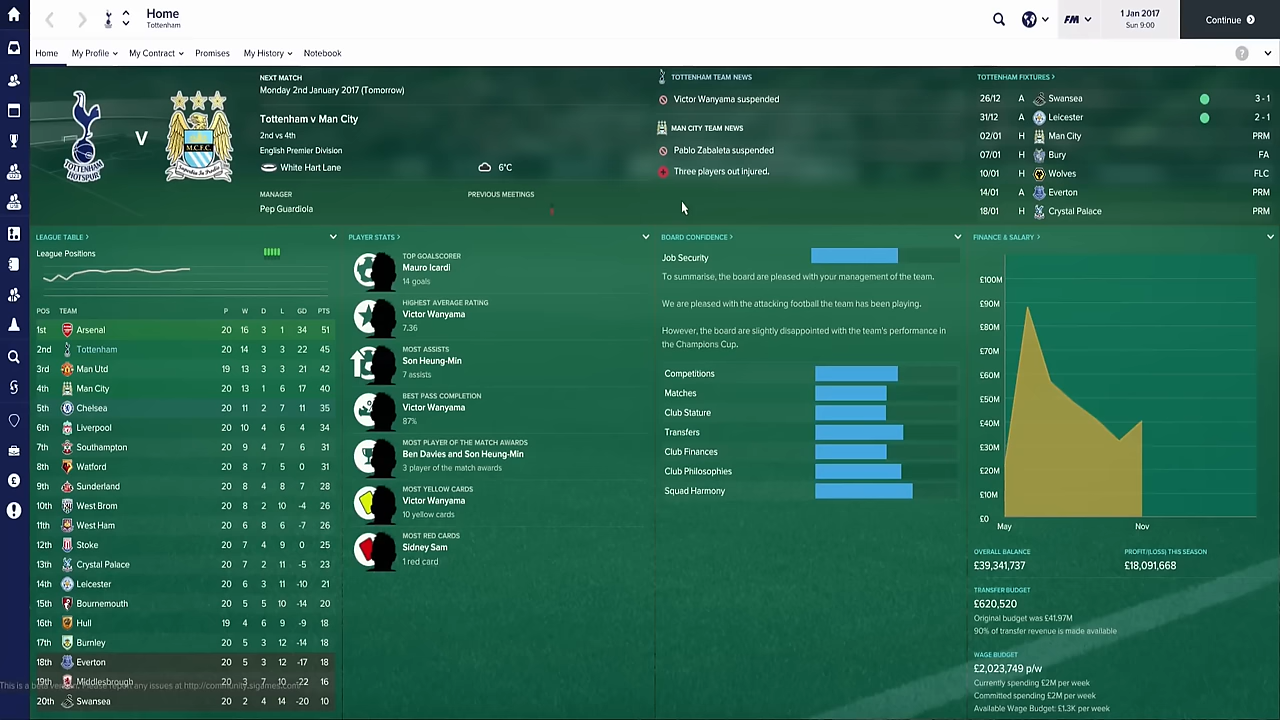 Home
Tottenham
FM
1 Jan 2017
Sun 9:00
Continue
Home
My Profile
My Contract
Promises
My History
Notebook
?
NEXT MATCH
Monday 2nd January 2017 (Tomorrow)
TOTTENHAM HOTSPUR
V
M.C.F.C.
Tottenham v Man City
2nd vs 4th
English Premier Division
White Hart Lane
6°C
MANAGER
Pep Guardiola
PREVIOUS MEETINGS
TOTTENHAM TEAM NEWS
Victor Wanyama suspended
MAN CITY TEAM NEWS
Pablo Zabaleta suspended
Three players out injured.
TOTTENHAM FIXTURES >
26/12 A Swansea 3 - 1
31/12 A Leicester 2 - 1
02/01 H Man City PRM
07/01 H Bury FA
10/01 H Wolves FLC
14/01 A Everton PRM
18/01 H Crystal Palace PRM
LEAGUE TABLE >
League Positions
POS TEAM P W D L GD PTS
1st Arsenal 20 16 3 1 34 51
2nd Tottenham 20 14 3 3 22 45
3rd Man Utd 19 13 3 3 21 42
4th Man City 20 13 1 6 17 40
5th Chelsea 20 11 2 7 11 35
6th Liverpool 20 10 4 6 4 34
7th Southampton 20 9 4 7 6 31
8th Watford 20 8 7 5 0 31
9th Sunderland 20 8 4 8 7 28
10th West Brom 20 8 2 10 -4 26
11th West Ham 20 6 8 6 -7 26
12th Stoke 20 7 4 9 0 25
13th Crystal Palace 20 7 2 11 -5 23
14th Leicester 20 6 3 11 -10 21
15th Bournemouth 20 5 5 10 -14 20
16th Hull 19 4 6 9 -9 18
17th Burnley 20 5 3 12 -14 18
18th Everton 20 5 3 12 -17 18
19th Middlesbrough 20 3 7 10 -22 16
This is a beta version. Please report any issues at http://community.sigames.com
20th Swansea 20 2 4 14 -20 10
PLAYER STATS >
TOP GOALSCORER
Mauro Icardi
14 goals
HIGHEST AVERAGE RATING
Victor Wanyama
7.36
MOST ASSISTS
Son Heung-Min
7 assists
BEST PASS COMPLETION
Victor Wanyama
87%
MOST PLAYER OF THE MATCH AWARDS
Ben Davies and Son Heung-Min
3 player of the match awards
MOST YELLOW CARDS
Victor Wanyama
10 yellow cards
MOST RED CARDS
Sidney Sam
1 red card
BOARD CONFIDENCE >
Job Security
To summarise, the board are pleased with your management of the team.
We are pleased with the attacking football the team has been playing.
However, the board are slightly disappointed with the team's performance in
the Champions Cup.
Competitions
Matches
Club Stature
Transfers
Club Finances
Club Philosophies
Squad Harmony
FINANCE & SALARY >
£100M
£90M
£80M
£70M
£60M
£50M
£40M
£30M
£20M
£10M
£0
May
Nov
OVERALL BALANCE
£39,341,737
PROFIT/(LOSS) THIS SEASON
£18,091,668
TRANSFER BUDGET
£620,520
Original budget was £41.97M
90% of transfer revenue is made available
WAGE BUDGET
£2,023,749 p/w
Currently spending £2M per week
Committed spending £2M per week
Available Wage Budget: £1.3K per week